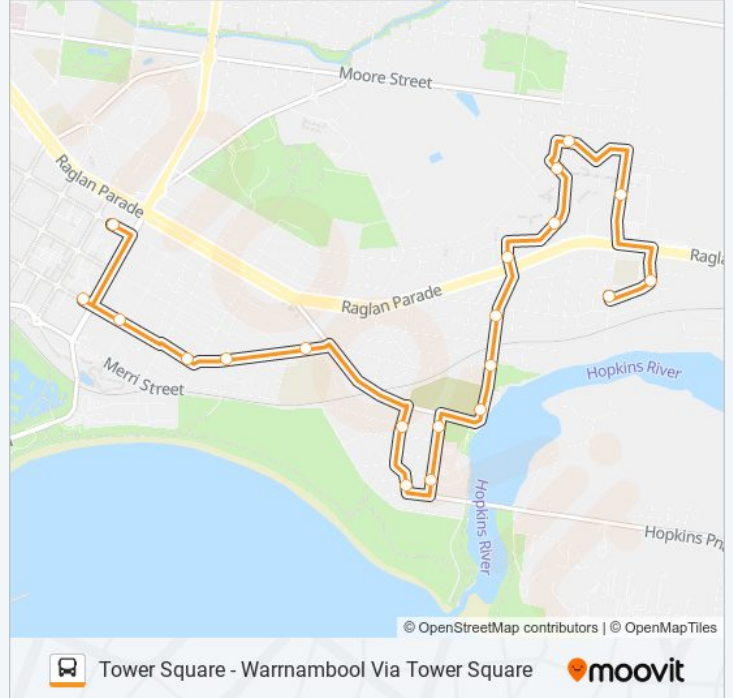 Moore Street
Raglan Parade
Raglan Parade
Ragla
Merri Street
Hopkins River
Hopkins River
Hopkins Pn
© OpenStreetMap contributors | © OpenMapTiles
Tower Square - Warrnambool Via Tower Square
moovit